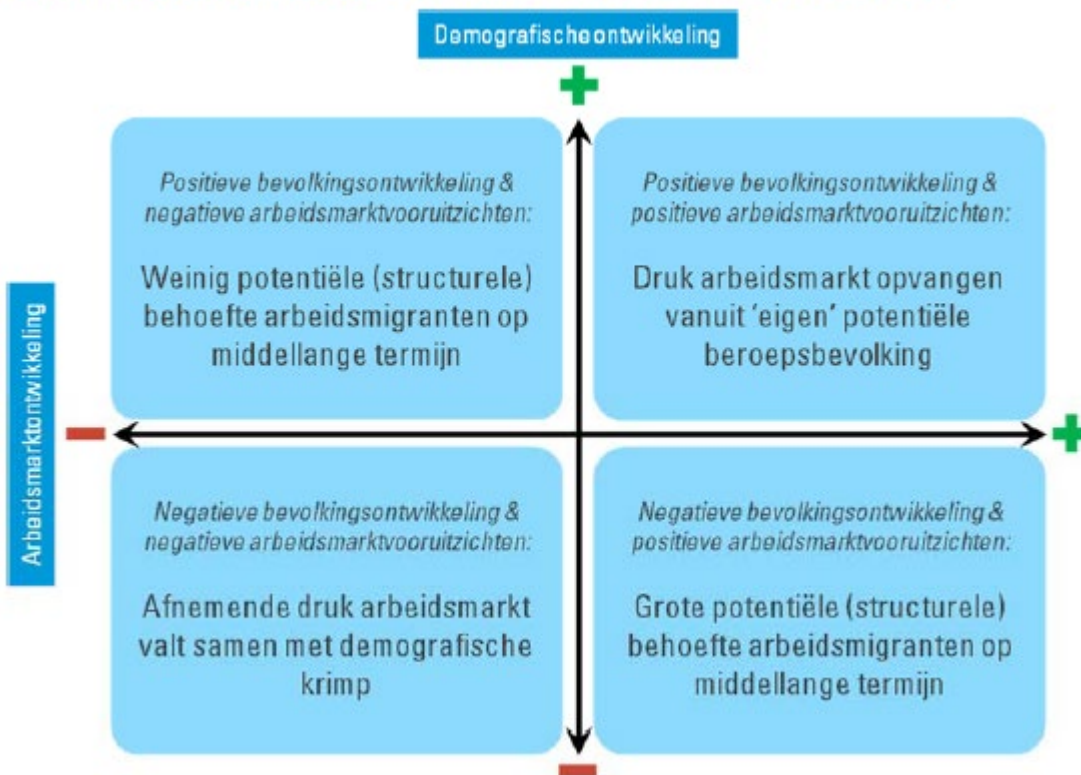 Demografischeontwikkeling
+
Positieve bevolkingsontwikkeling &
negatieve arbeidsmarktvooruitzichten:
Weinig potentiële (structurele)
behoefte arbeidsmigranten op
middellange termijn
Positieve bevolkingsontwikkeling &
positieve arbeidsmarktvooruitzichten:
Druk arbeidsmarkt opvangen
vanuit ‘eigen’ potentiële
beroepsbevolking
Arbeidsmarktontwikkeling
−
+
Negatieve bevolkingsontwikkeling &
negatieve arbeidsmarktvooruitzichten:
Afnemende druk arbeidsmarkt
valt samen met demografische
krimp
Negatieve bevolkingsontwikkeling &
positieve arbeidsmarktvooruitzichten:
Grote potentiële (structurele)
behoefte arbeidsmigranten op
middellange termijn
−